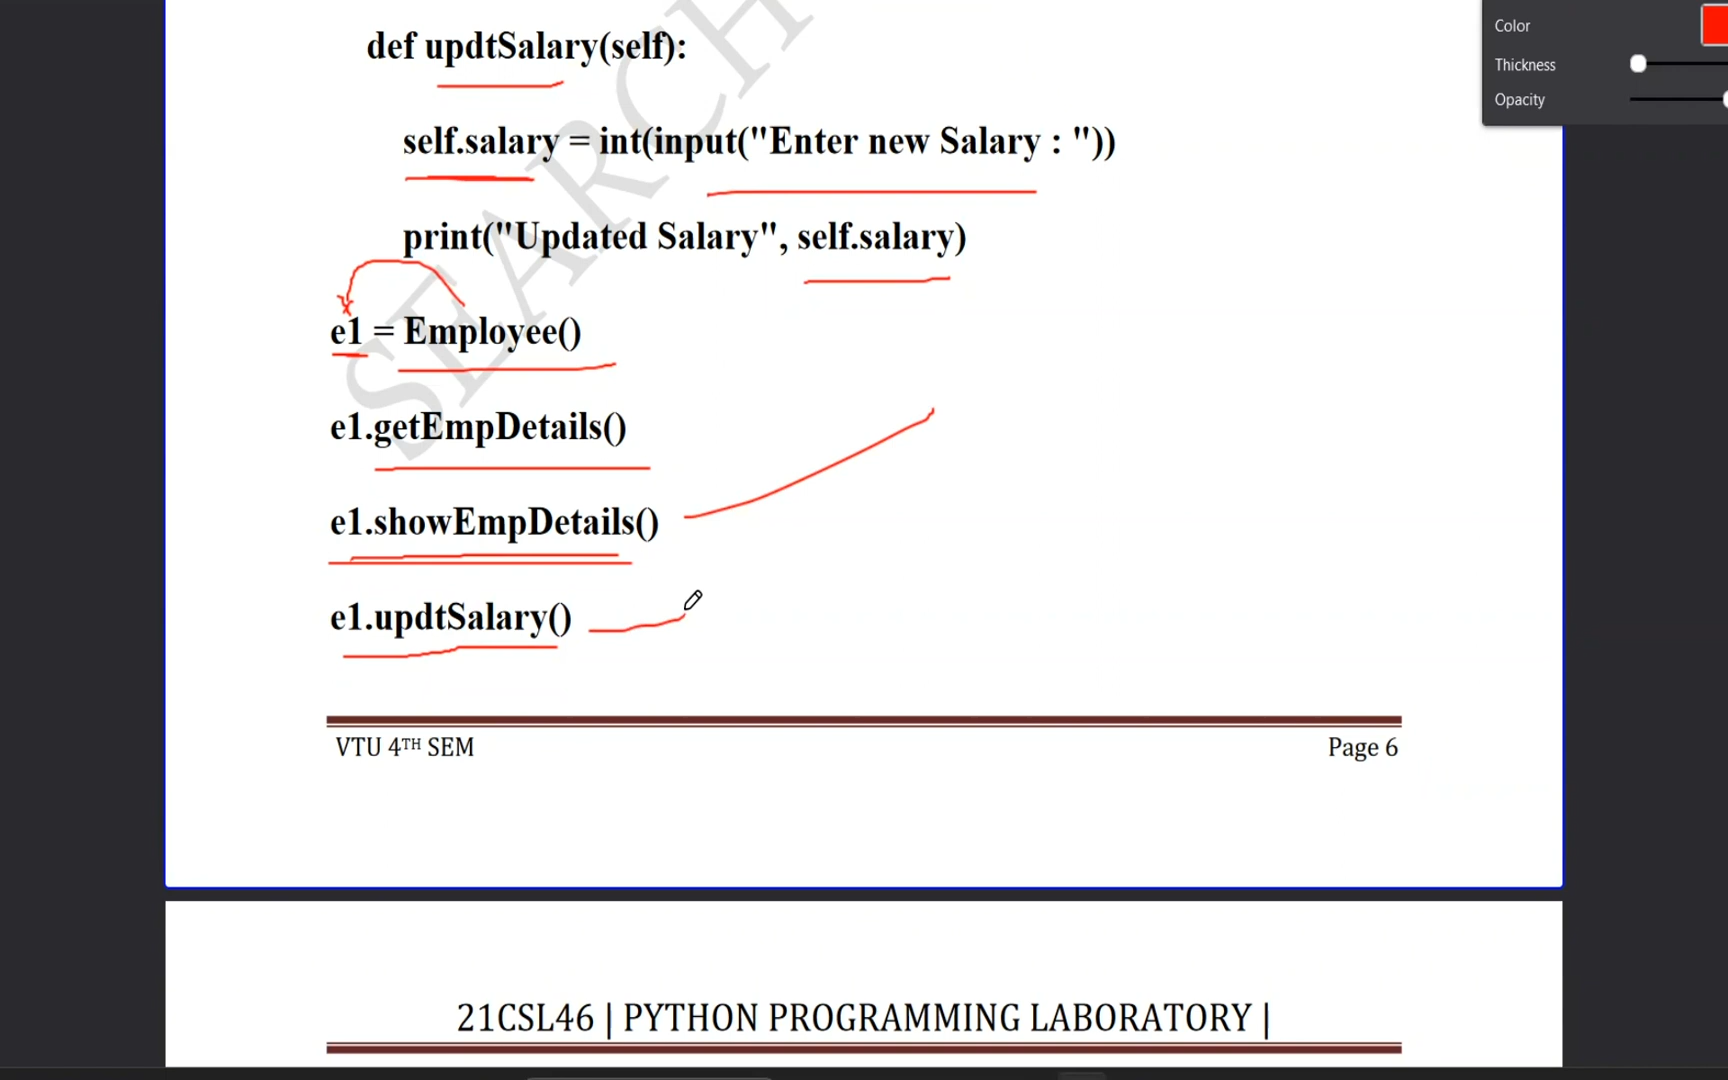 Color
Thickness
Opacity
def updtSalary(self):
self.salary = int(input("Enter new Salary : "))
print("Updated Salary", self.salary)
e1 = Employee()
e1.getEmpDetails()
e1.showEmpDetails()
e1.updtSalary()
SEARCH
VTU 4TH SEM
Page 6
21CSL46 | PYTHON PROGRAMMING LABORATORY |